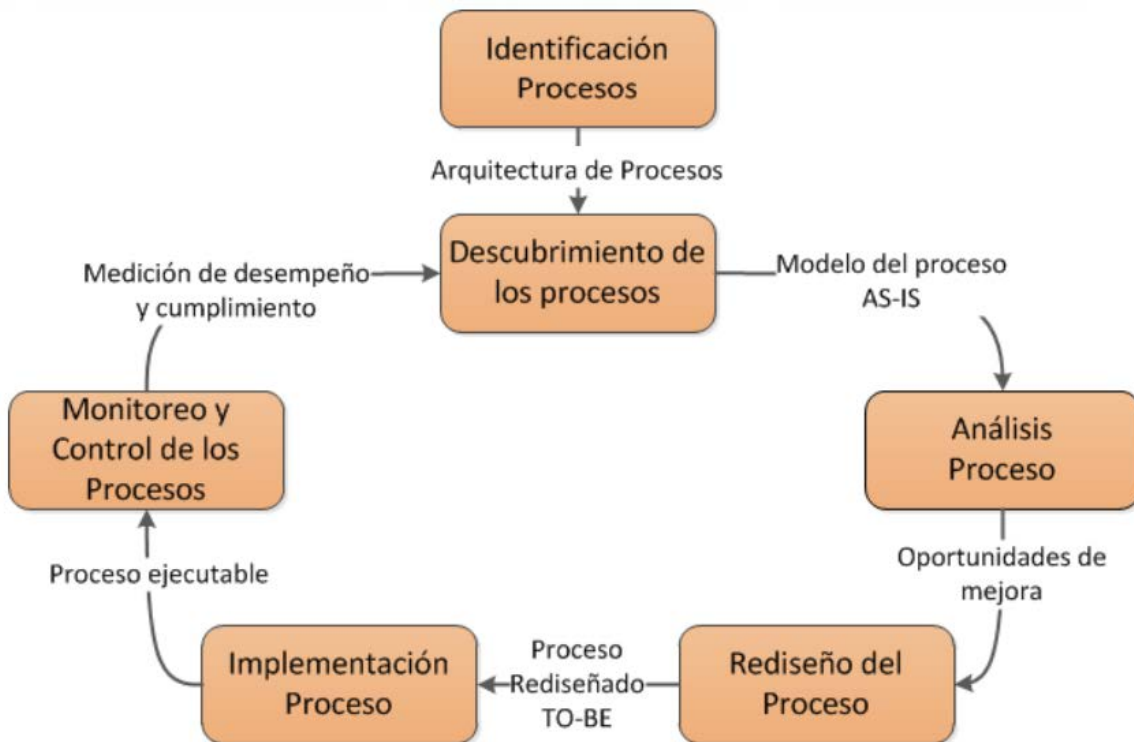 Identificación
Procesos
Arquitectura de Procesos
Descubrimiento de
los procesos
Modelo del proceso
AS-IS
Análisis
Proceso
Oportunidades de
mejora
Rediseño del
Proceso
Proceso
Rediseñado
TO-BE
Implementación
Proceso
Proceso ejecutable
Monitoreo y
Control de los
Procesos
Medición de desempeño
y cumplimiento